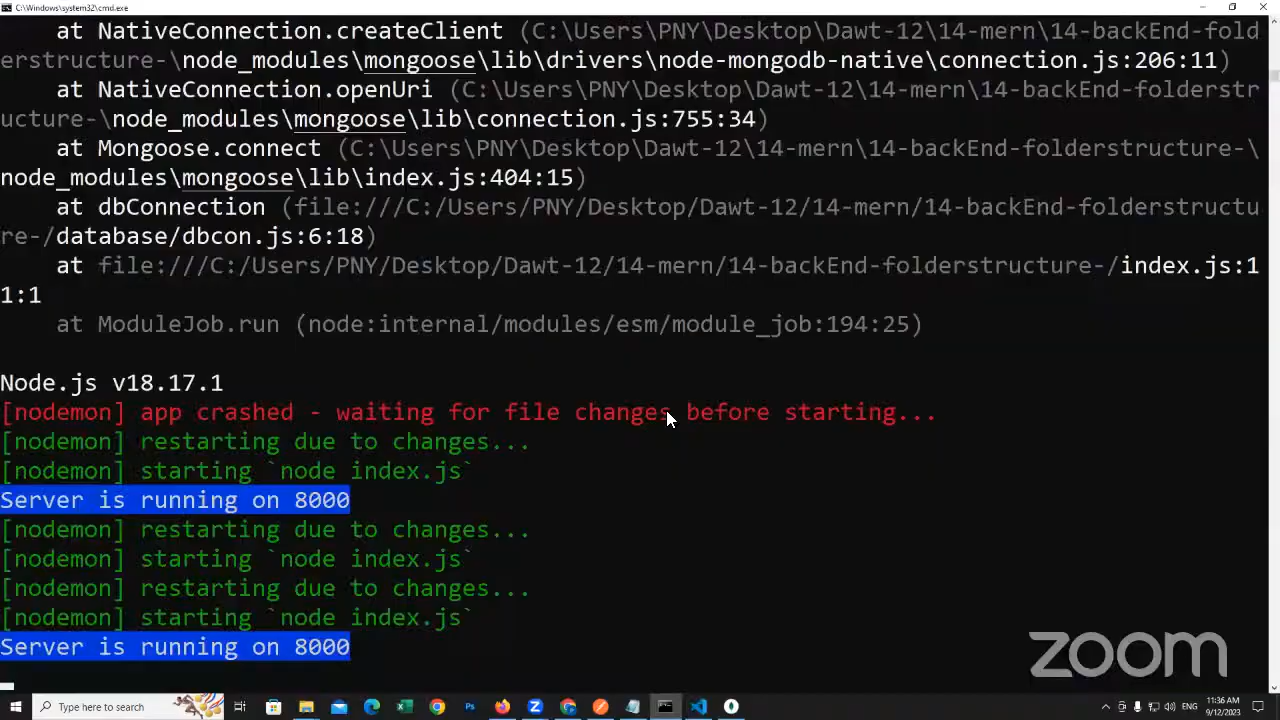 C:\Windows\system32\cmd.exe
    at NativeConnection.createClient (C:\Users\PNY\Desktop\Dawt-12\14-mern\14-backEnd-fold
erstructure-\node_modules\mongoose\lib\drivers\node-mongodb-native\connection.js:206:11)
    at NativeConnection.openUri (C:\Users\PNY\Desktop\Dawt-12\14-mern\14-backEnd-folderstr
ucture-\node_modules\mongoose\lib\connection.js:755:34)
    at Mongoose.connect (C:\Users\PNY\Desktop\Dawt-12\14-mern\14-backEnd-folderstructure-\
node_modules\mongoose\lib\index.js:404:15)
    at dbConnection (file:///C:/Users/PNY/Desktop/Dawt-12/14-mern/14-backEnd-folderstructu
re-/database/dbcon.js:6:18)
    at file:///C:/Users/PNY/Desktop/Dawt-12/14-mern/14-backEnd-folderstructure-/index.js:1
1:1
    at ModuleJob.run (node:internal/modules/esm/module_job:194:25)
Node.js v18.17.1
[nodemon] app crashed - waiting for file changes before starting...
[nodemon] restarting due to changes...
[nodemon] starting `node index.js`
Server is running on 8000
[nodemon] restarting due to changes...
[nodemon] starting `node index.js`
[nodemon] restarting due to changes...
[nodemon] starting `node index.js`
Server is running on 8000
zoom
Type here to search
ENG
11:36 AM
9/12/2023